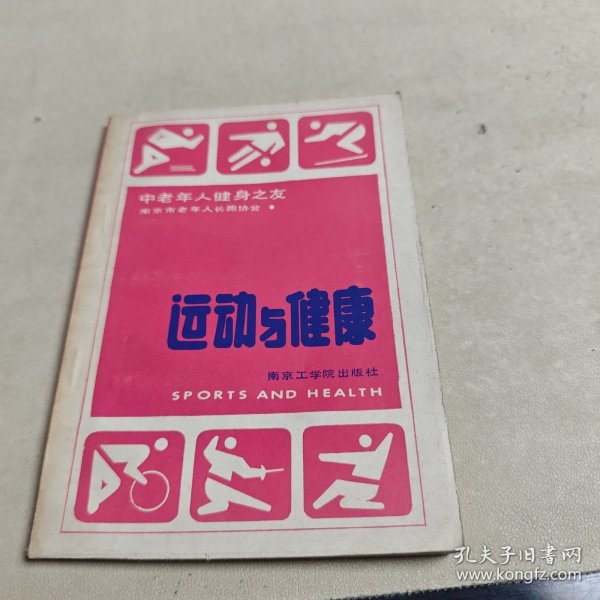 中老年人健身之友
南京市老年人长跑协会
运动与健康
南京工学院出版社
SPORTS AND HEALTH
孔夫子旧书网
www.kongfz.com